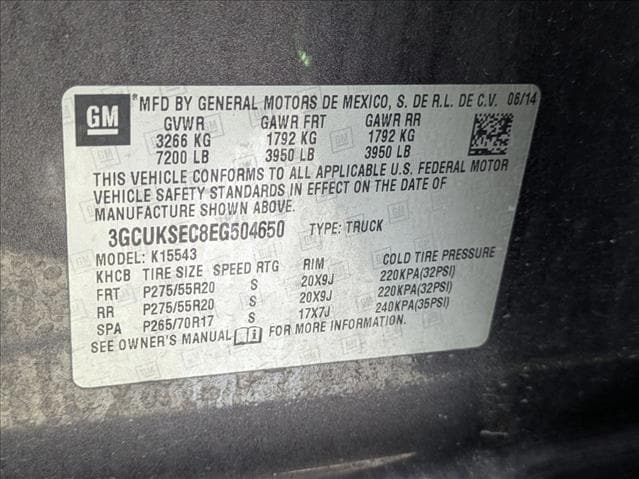 GM
*MFD BY GENERAL MOTORS DE MEXICO, S. DE R.L. DE C.V. 06/14
GVWR GAWR FRT GAWR RR
3266 KG 1792 KG 1792 KG
7200 LB 3950 LB 3950 LB
THIS VEHICLE CONFORMS TO ALL APPLICABLE U.S. FEDERAL MOTOR
VEHICLE SAFETY STANDARDS IN EFFECT ON THE DATE OF
MANUFACTURE SHOWN ABOVE.
3GCUKSEC8EG504650 TYPE: TRUCK
MODEL: K15543
KHCB TIRE SIZE SPEED RTG RIM COLD TIRE PRESSURE
FRT P275/55R20 S 20X9J 220KPA(32PSI)
RR P275/55R20 S 20X9J 220KPA(32PSI)
SPA P265/70R17 S 17X7J 240KPA(35PSI)
SEE OWNER'S MANUAL FOR MORE INFORMATION.